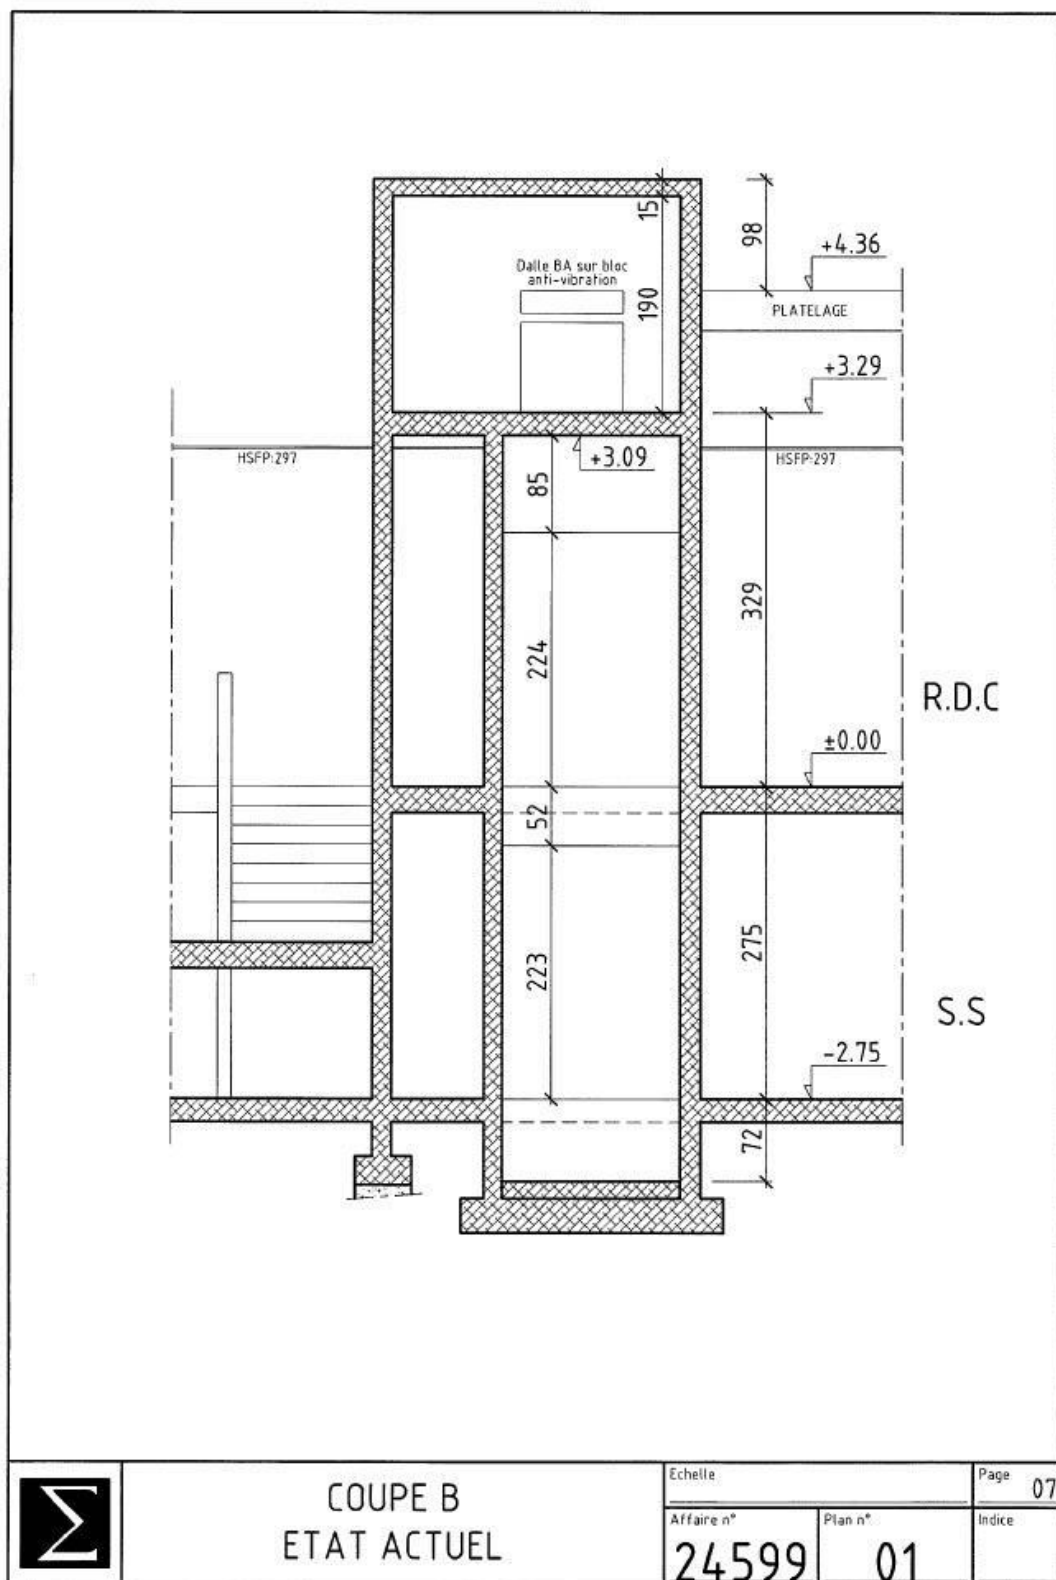 15
98
+4.36
Dalle BA sur bloc
anti-vibration
190
PLATELAGE
+3.29
HSFP:297
+3.09
HSFP:297
85
329
224
R.D.C
±0.00
52
275
223
S.S
-2.75
72
Σ
COUPE B
ETAT ACTUEL
Echelle
Page
07
Affaire n°
24599
Plan n°
01
Indice